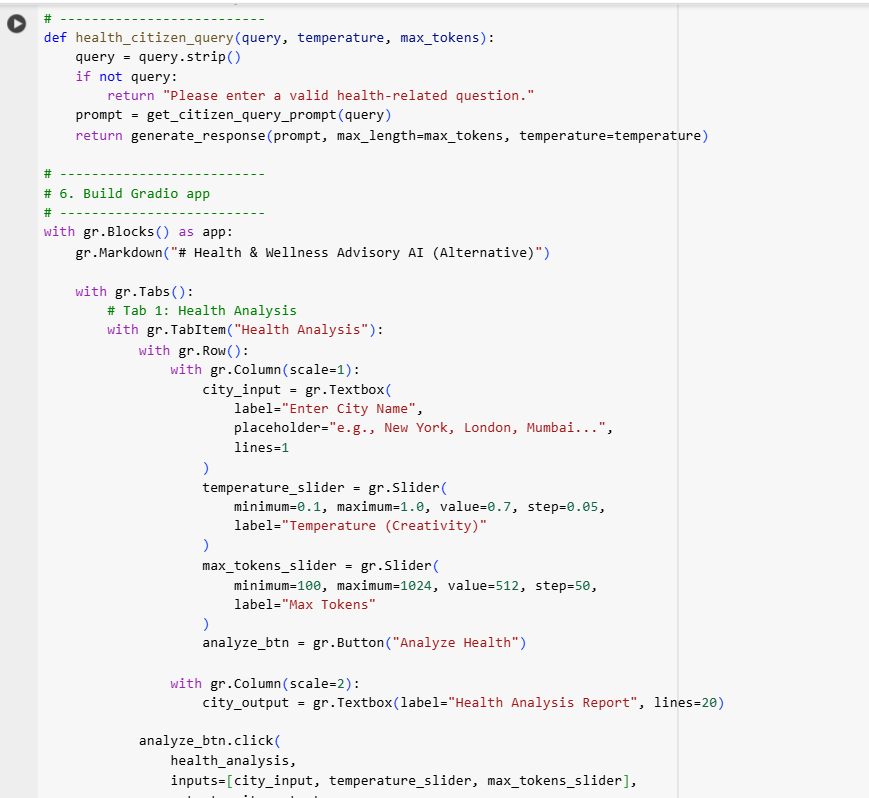 # --------------------------
def health_citizen_query(query, temperature, max_tokens):
    query = query.strip()
    if not query:
        return "Please enter a valid health-related question."
    prompt = get_citizen_query_prompt(query)
    return generate_response(prompt, max_length=max_tokens, temperature=temperature)

# --------------------------
# 6. Build Gradio app
# --------------------------
with gr.Blocks() as app:
    gr.Markdown("# Health & Wellness Advisory AI (Alternative)")

    with gr.Tabs():
        # Tab 1: Health Analysis
        with gr.TabItem("Health Analysis"):
            with gr.Row():
                with gr.Column(scale=1):
                    city_input = gr.Textbox(
                        label="Enter City Name",
                        placeholder="e.g., New York, London, Mumbai...",
                        lines=1
                    )
                    temperature_slider = gr.Slider(
                        minimum=0.1, maximum=1.0, value=0.7, step=0.05,
                        label="Temperature (Creativity)"
                    )
                    max_tokens_slider = gr.Slider(
                        minimum=100, maximum=1024, value=512, step=50,
                        label="Max Tokens"
                    )
                    analyze_btn = gr.Button("Analyze Health")

                with gr.Column(scale=2):
                    city_output = gr.Textbox(label="Health Analysis Report", lines=20)

            analyze_btn.click(
                health_analysis,
                inputs=[city_input, temperature_slider, max_tokens_slider],